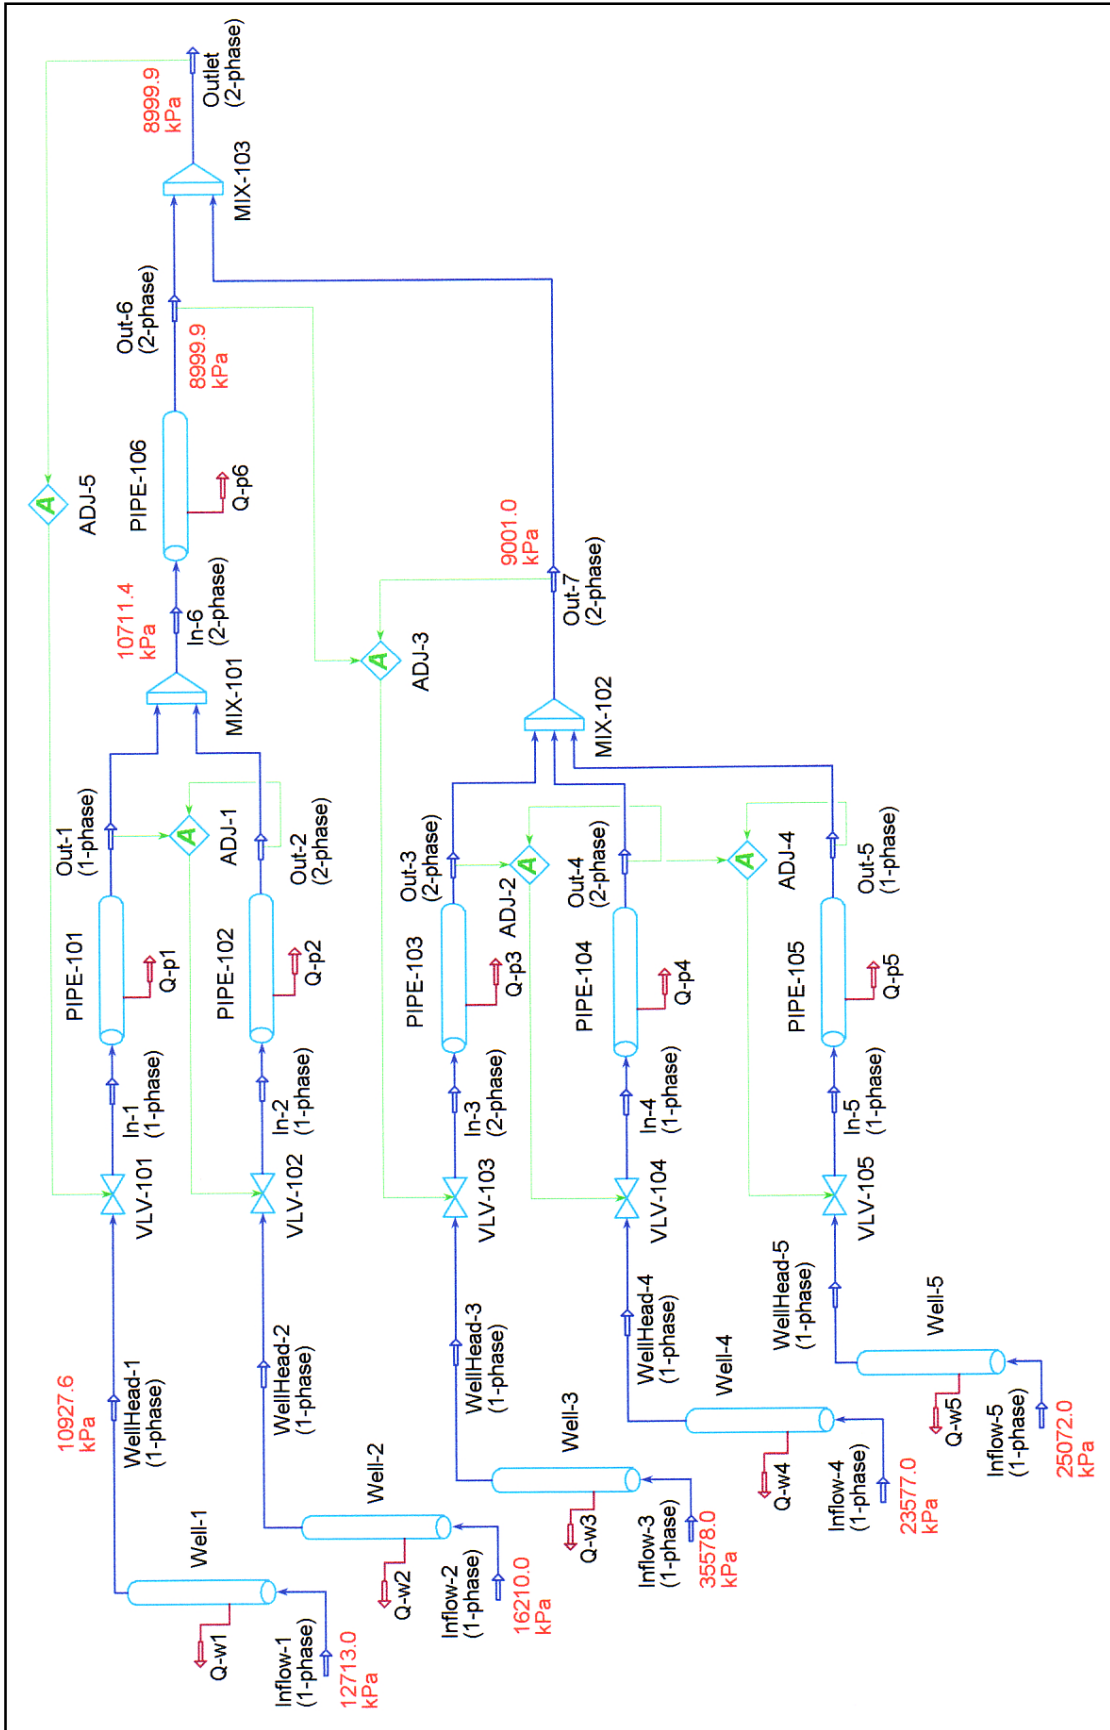 Inflow-1
(1-phase)
12713.0
kPa
Q-w1
Well-1
10927.6
kPa
WellHead-1
(1-phase)
VLV-101
In-1
(1-phase)
PIPE-101
Q-p1
Out-1
(1-phase)
ADJ-5
A
Inflow-2
(1-phase)
16210.0
kPa
Q-w2
Well-2
WellHead-2
(1-phase)
VLV-102
In-2
(1-phase)
PIPE-102
Q-p2
ADJ-1
A
Out-2
(2-phase)
MIX-101
10711.4
kPa
In-6
(2-phase)
PIPE-106
Q-p6
Out-6
(2-phase)
8999.9
kPa
MIX-103
8999.9
kPa
Outlet
(2-phase)
Inflow-3
(1-phase)
35578.0
kPa
Q-w3
Well-3
WellHead-3
(1-phase)
VLV-103
In-3
(2-phase)
PIPE-103
Q-p3
Out-3
(2-phase)
ADJ-2
A
ADJ-3
A
Inflow-4
(1-phase)
23577.0
kPa
Q-w4
Well-4
WellHead-4
(1-phase)
VLV-104
In-4
(1-phase)
PIPE-104
Q-p4
Out-4
(2-phase)
MIX-102
9001.0
kPa
Out-7
(2-phase)
Inflow-5
(1-phase)
25072.0
kPa
Q-w5
Well-5
WellHead-5
(1-phase)
VLV-105
In-5
(1-phase)
PIPE-105
Q-p5
ADJ-4
A
Out-5
(1-phase)